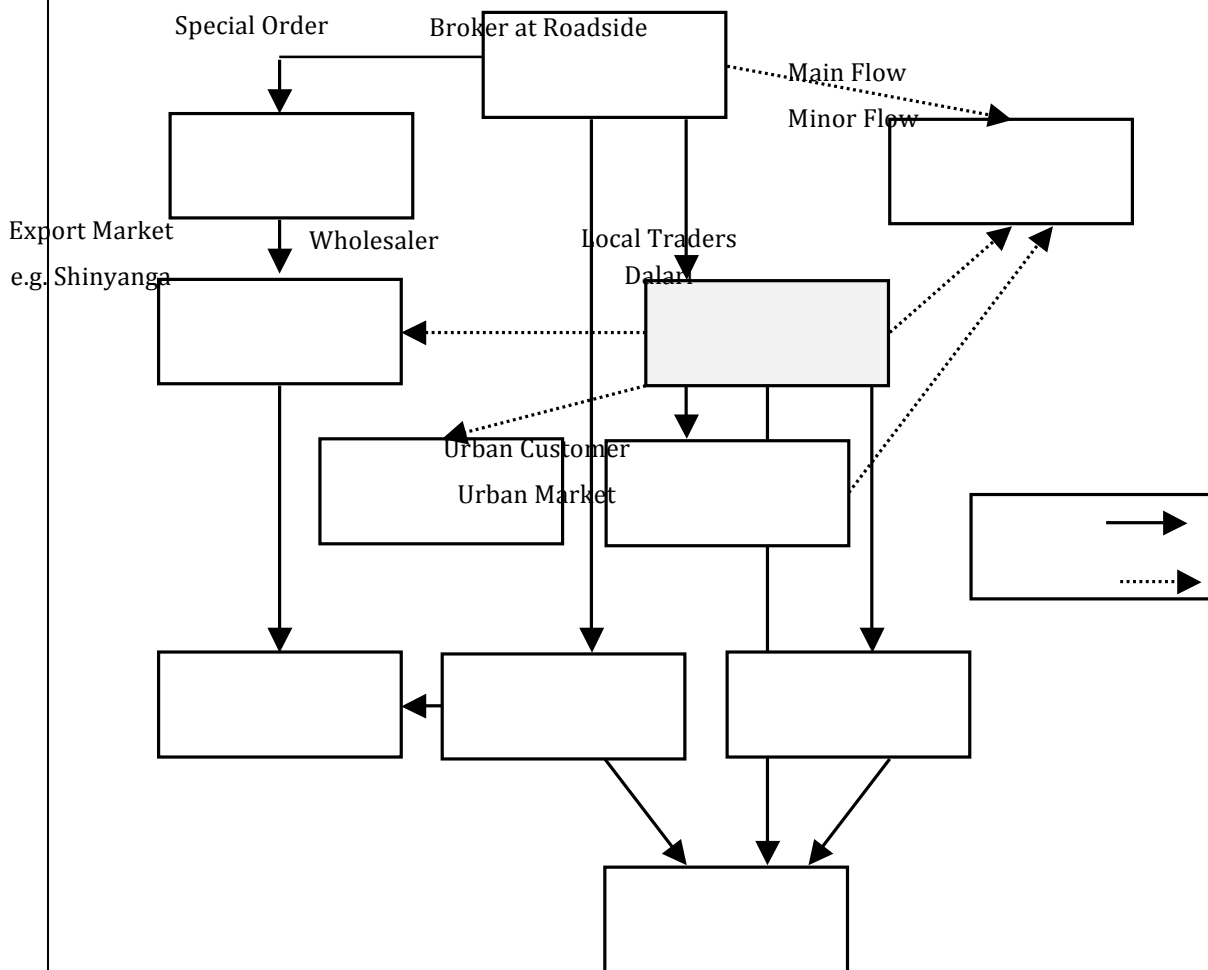 Special Order
Broker at Roadside
Main Flow
Minor Flow
Export Market
e.g. Shinyanga
Wholesaler
Local Traders
Dalari
Urban Customer
Urban Market